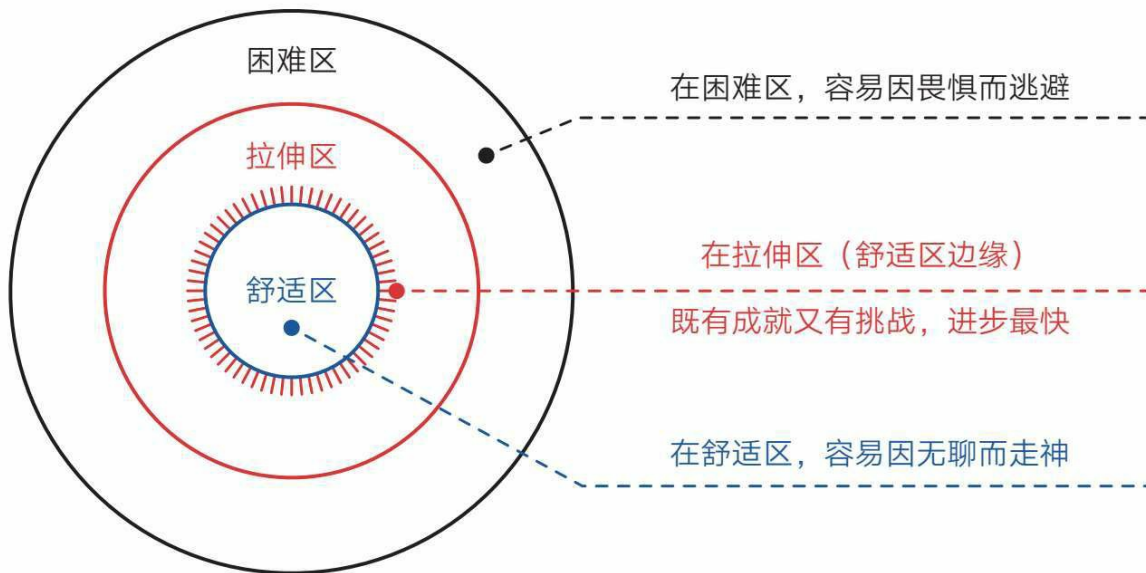 困难区
在困难区，容易因畏惧而逃避
拉伸区
在拉伸区（舒适区边缘）
舒适区
既有成就又有挑战，进步最快
在舒适区，容易因无聊而走神